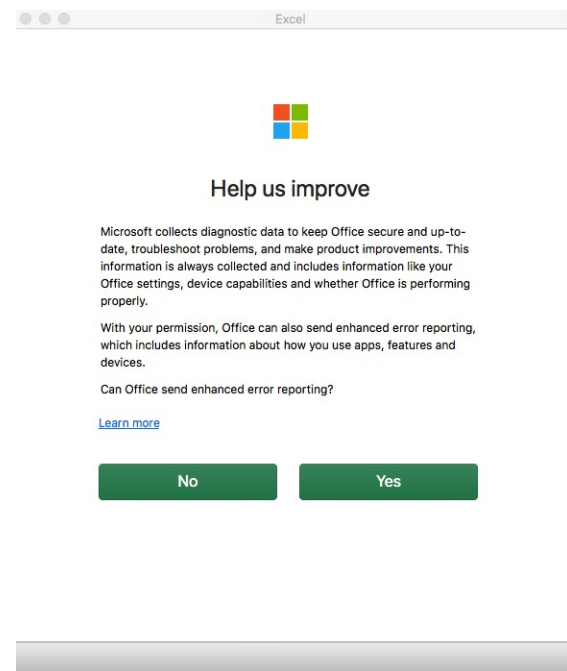 Excel
Help us improve
Microsoft collects diagnostic data to keep Office secure and up-to-
date, troubleshoot problems, and make product improvements. This
information is always collected and includes information like your
Office settings, device capabilities and whether Office is performing
properly.
With your permission, Office can also send enhanced error reporting,
which includes information about how you use apps, features and
devices.
Can Office send enhanced error reporting?
Learn more
No Yes